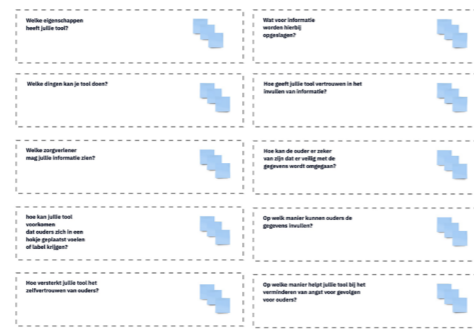 Welke eigenschappen
heeft jullie tool?
Wat voor informatie
worden hierbij
opgeslagen?
Welke dingen kan je tool doen?
Hoe geeft jullie tool vertrouwen in het
invullen van informatie?
Welke zorgverlener
mag jullie informatie zien?
Hoe kan de ouder er zeker
van zijn dat er veilig met de
gegevens wordt omgegaan?
hoe kan jullie tool
voorkomen
dat ouders zich in een
hokje geplaatst voelen
of label krijgen?
Op welk manier kunnen ouders de
gegevens invullen?
Hoe versterkt jullie tool het
zelfvertrouwen van ouders?
Op welke manier helpt jullie tool bij het
verminderen van angst voor gevolgen
voor ouders?